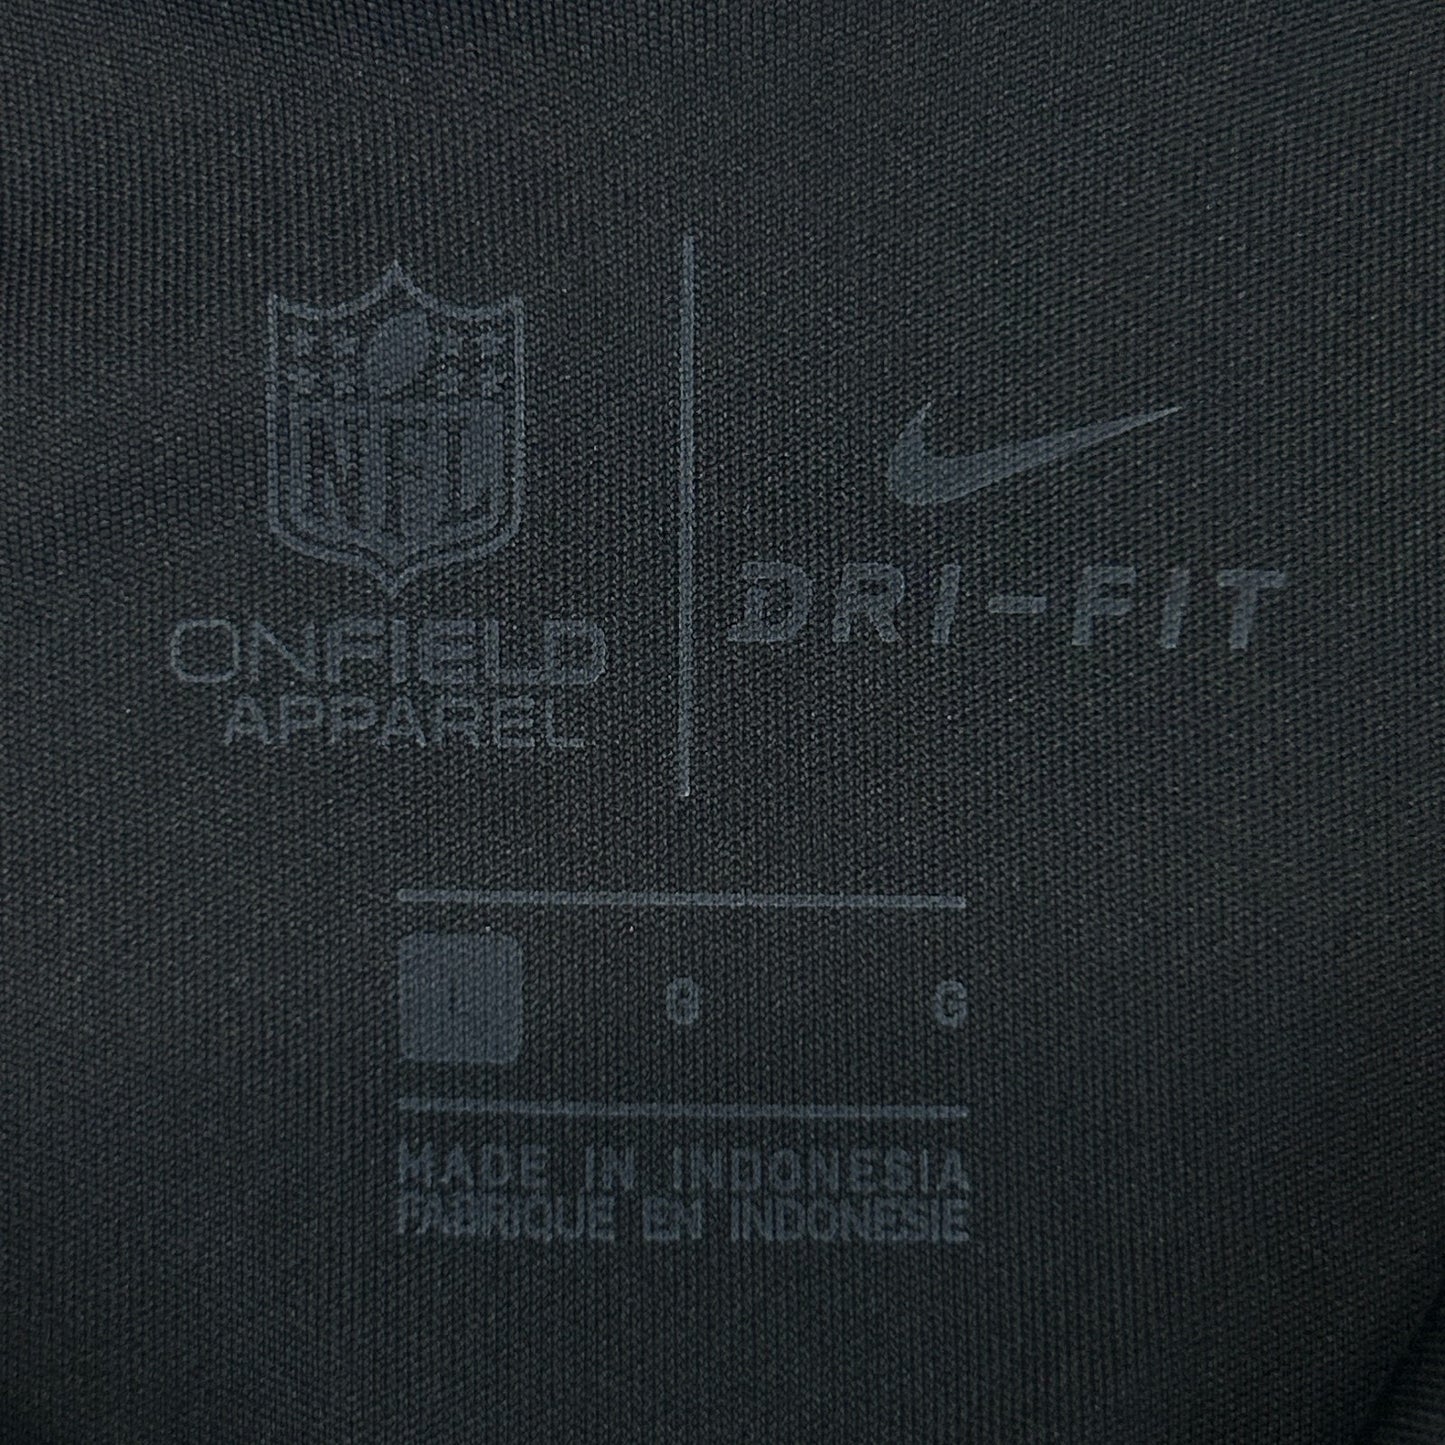 NFL
ONFIELD
APPAREL
DRI-FIT
G
MADE IN INDONESIA
FABRIQUE EN INDONESIE